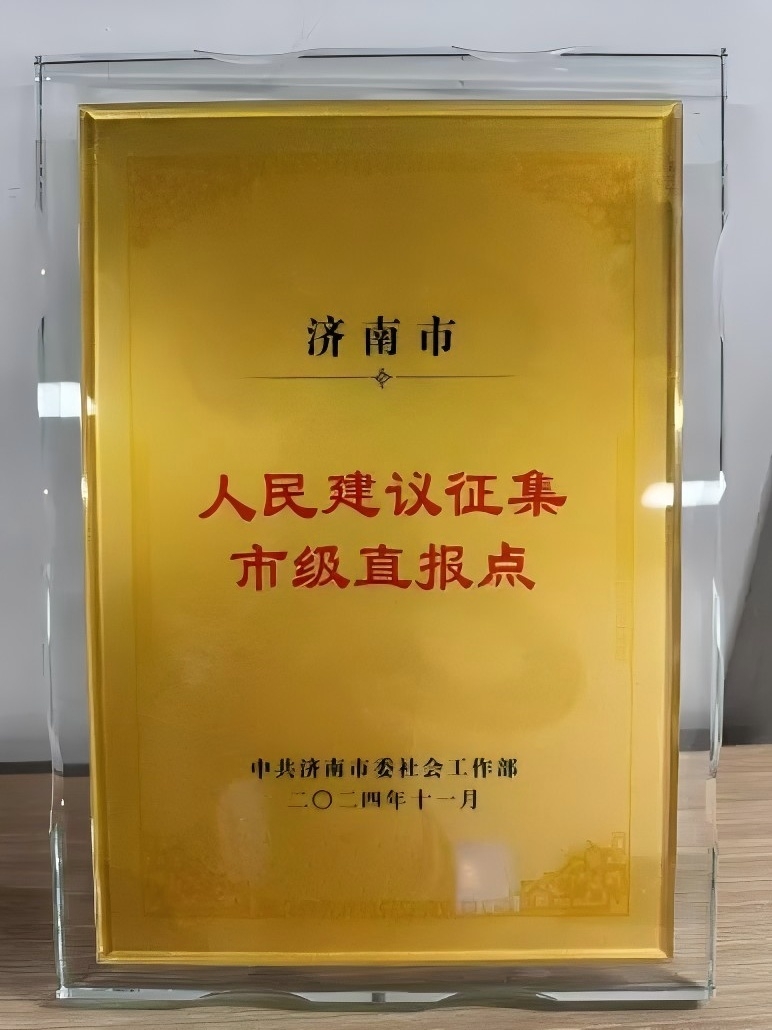 济南市
人民建议征集
市级直报点
中共济南市委社会工作部
二〇二四年十一月